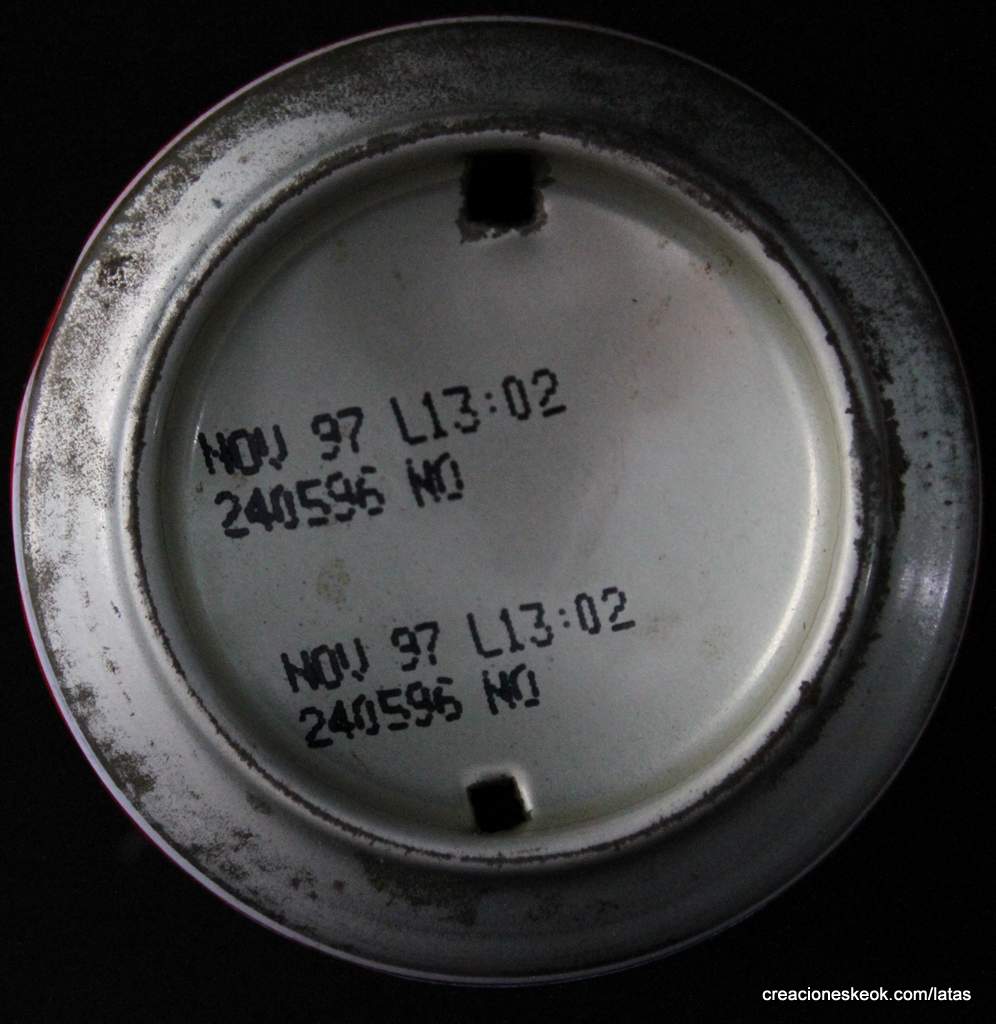 NOV 97 L13:02
240596 NO
NOV 97 L13:02
240596 NO
creacioneskeok.com/latas